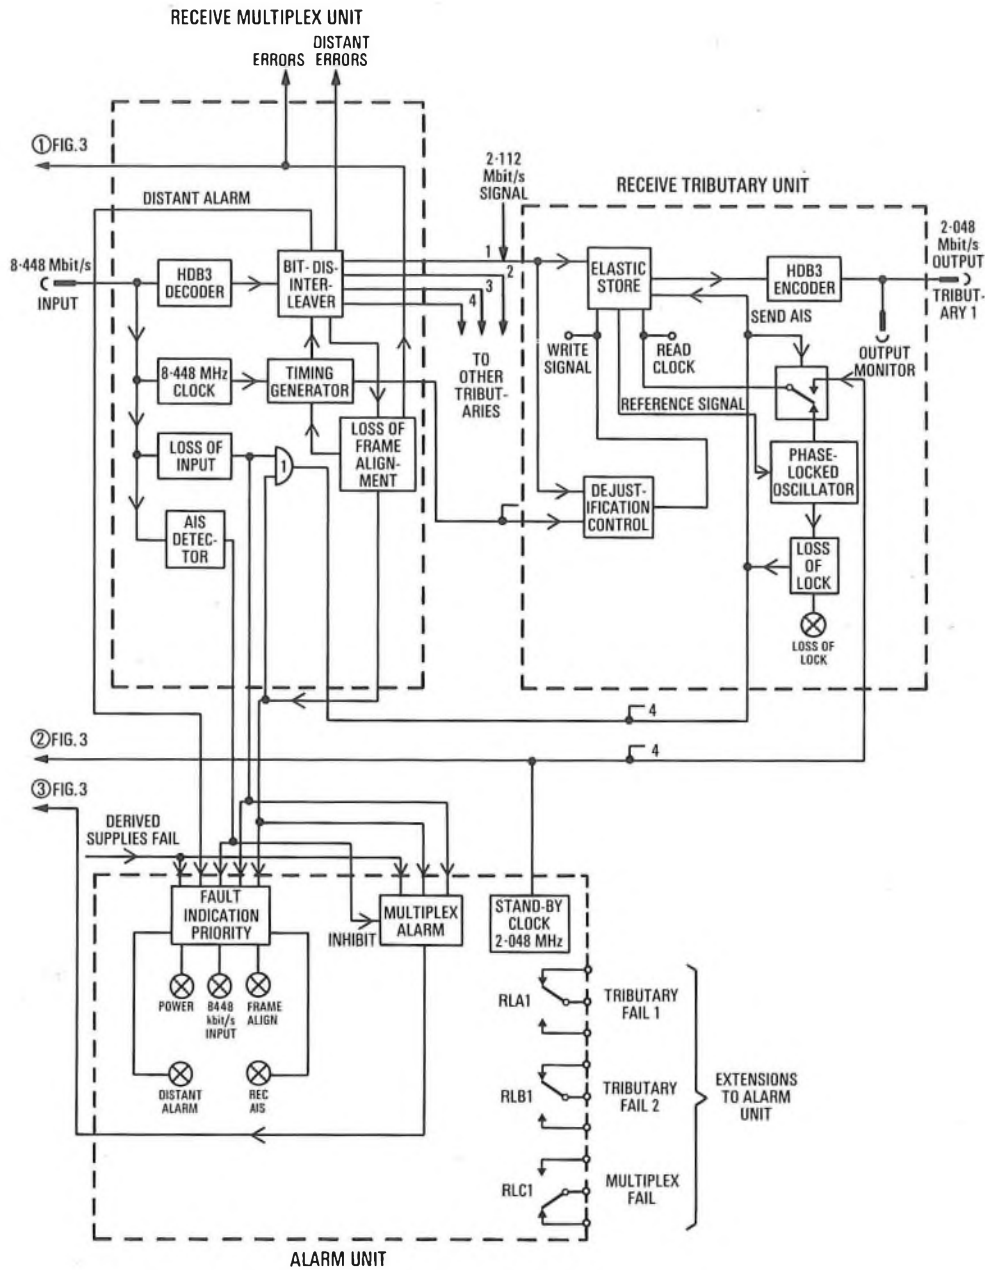 RECEIVE MULTIPLEX UNIT
ERRORS
DISTANT
ERRORS
①FIG.3
DISTANT ALARM
2·112
Mbit/s
SIGNAL
RECEIVE TRIBUTARY UNIT
8·448 Mbit/s
INPUT
HDB3
DECODER
BIT-DIS-
INTER-
LEAVER
1
2
3
4
TO
OTHER
TRIBUT-
ARIES
ELASTIC
STORE
HDB3
ENCODER
2·048
Mbit/s
OUTPUT
TRIBUT-
ARY 1
SEND AIS
OUTPUT
MONITOR
WRITE
SIGNAL
READ
CLOCK
8·448 MHz
CLOCK
TIMING
GENERATOR
REFERENCE SIGNAL
LOSS OF
INPUT
1
LOSS OF
FRAME
ALIGN-
MENT
PHASE-
LOCKED
OSCILLATOR
DEJUST-
IFICATION
CONTROL
AIS
DETEC-
TOR
LOSS
OF
LOCK
LOSS OF
LOCK
4
②FIG.3
4
③FIG.3
DERIVED
SUPPLIES FAIL
FAULT
INDICATION
PRIORITY
INHIBIT
MULTIPLEX
ALARM
STAND-BY
CLOCK
2·048 MHz
POWER
8448
kbit/s
INPUT
FRAME
ALIGN
DISTANT
ALARM
REC
AIS
RLA1
TRIBUTARY
FAIL 1
RLB1
TRIBUTARY
FAIL 2
RLC1
MULTIPLEX
FAIL
EXTENSIONS
TO ALARM
UNIT
ALARM UNIT